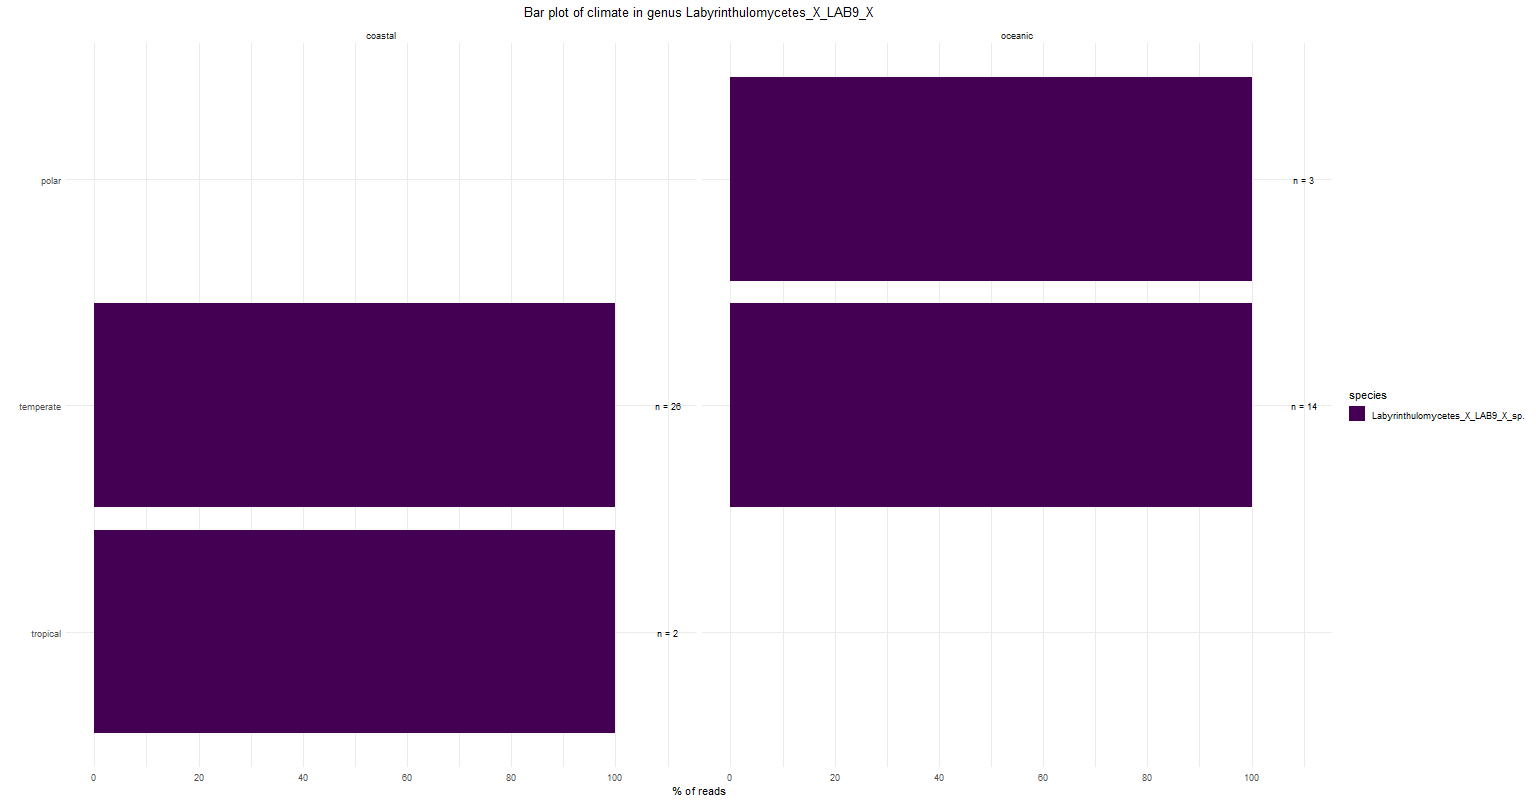 Bar plot of climate in genus Labyrinthulomycetes_X_LAB9_X
coastal
oceanic
polar
n = 3
temperate
n = 26
n = 14
tropical
n = 2
species
Labyrinthulomycetes_X_LAB9_X_sp.
0 20 40 60 80 100
0 20 40 60 80 100
% of reads